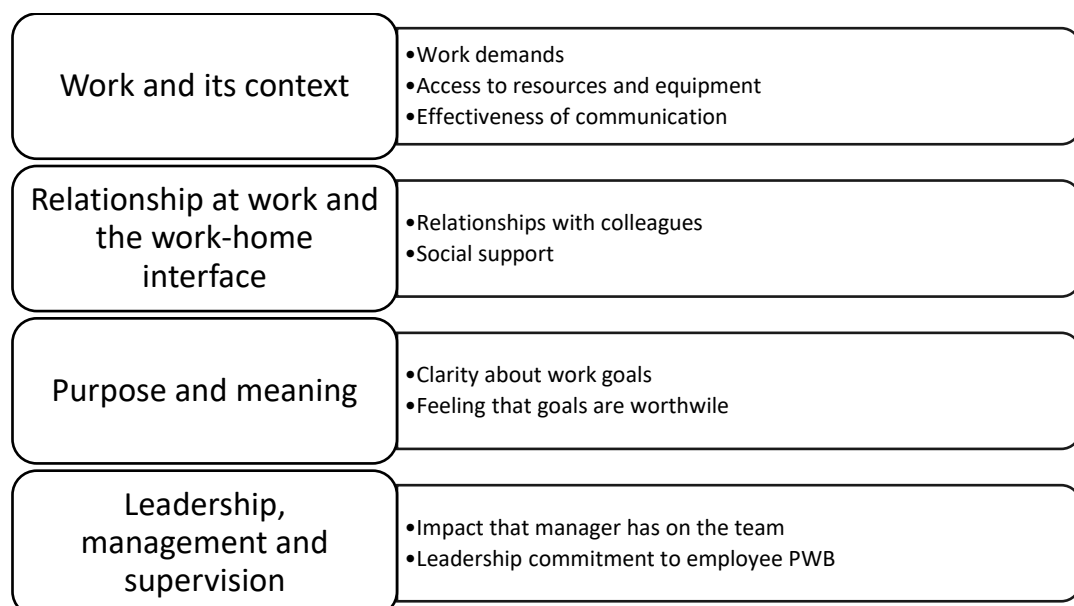 Work and its context
•Work demands
•Access to resources and equipment
•Effectiveness of communication
Relationship at work and
the work-home
interface
•Relationships with colleagues
•Social support
Purpose and meaning
•Clarity about work goals
•Feeling that goals are worthwile
Leadership,
management and
supervision
•Impact that manager has on the team
•Leadership commitment to employee PWB